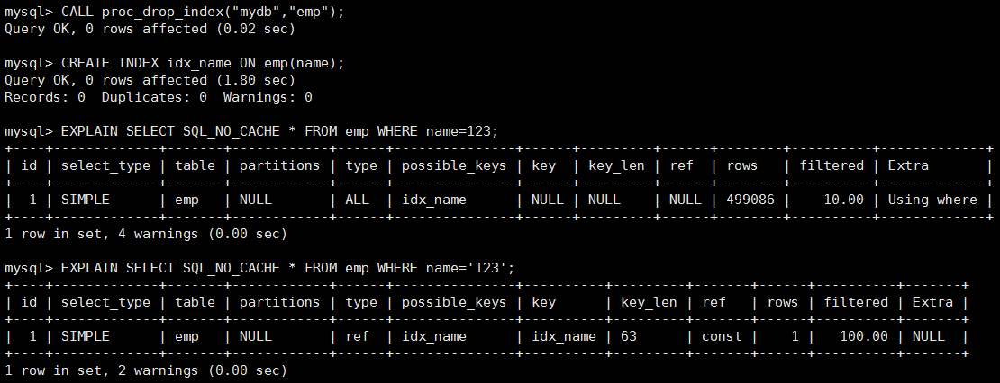 mysql> CALL proc_drop_index("mydb","emp");
Query OK, 0 rows affected (0.02 sec)

mysql> CREATE INDEX idx_name ON emp(name);
Query OK, 0 rows affected (1.80 sec)
Records: 0  Duplicates: 0  Warnings: 0

mysql> EXPLAIN SELECT SQL_NO_CACHE * FROM emp WHERE name=123;
+----+-------------+-------+------------+------+---------------+------+---------+------+--------+----------+-------------+
| id | select_type | table | partitions | type | possible_keys | key  | key_len | ref  | rows   | filtered | Extra       |
+----+-------------+-------+------------+------+---------------+------+---------+------+--------+----------+-------------+
|  1 | SIMPLE      | emp   | NULL       | ALL  | idx_name      | NULL | NULL    | NULL | 499086 |    10.00 | Using where |
+----+-------------+-------+------------+------+---------------+------+---------+------+--------+----------+-------------+
1 row in set, 4 warnings (0.00 sec)

mysql> EXPLAIN SELECT SQL_NO_CACHE * FROM emp WHERE name='123';
+----+-------------+-------+------------+------+---------------+----------+---------+-------+------+----------+-------+
| id | select_type | table | partitions | type | possible_keys | key      | key_len | ref   | rows | filtered | Extra |
+----+-------------+-------+------------+------+---------------+----------+---------+-------+------+----------+-------+
|  1 | SIMPLE      | emp   | NULL       | ref  | idx_name      | idx_name | 63      | const |    1 |   100.00 | NULL  |
+----+-------------+-------+------------+------+---------------+----------+---------+-------+------+----------+-------+
1 row in set, 2 warnings (0.00 sec)